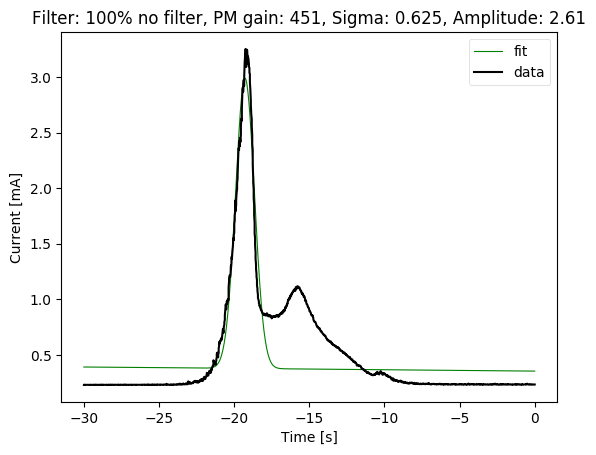 Filter: 100% no filter, PM gain: 451, Sigma: 0.625, Amplitude: 2.61
fit
data
3.0
2.5
2.0
1.5
1.0
0.5
Current [mA]
−30
−25
−20
−15
−10
−5
0
Time [s]